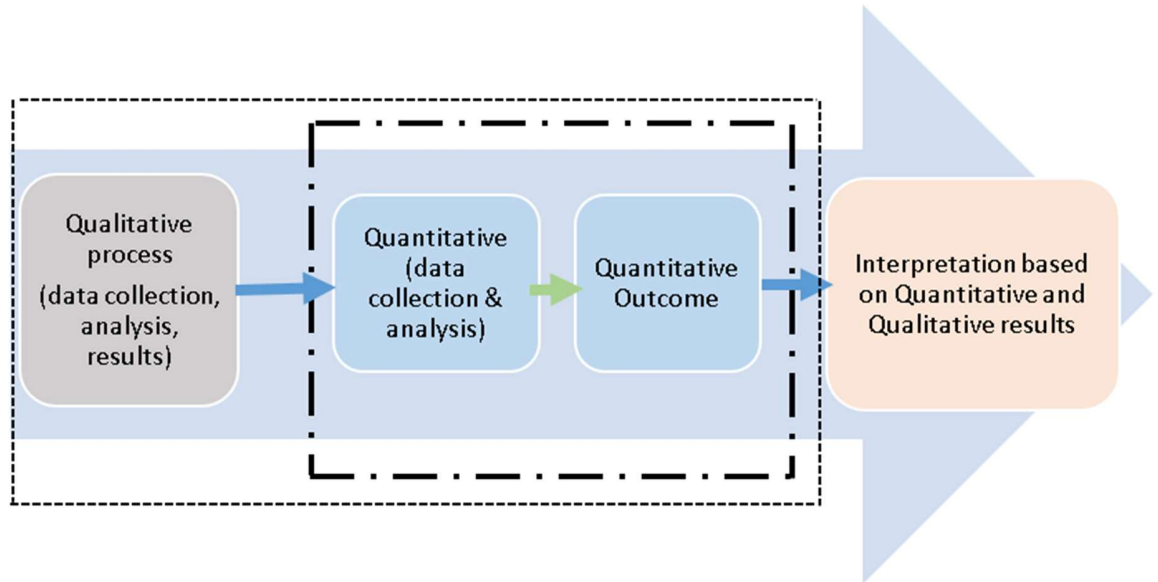 Qualitative
process
(data collection,
analysis,
results)
Quantitative
(data
collection &
analysis)
Quantitative
Outcome
Interpretation based
on Quantitative and
Qualitative results